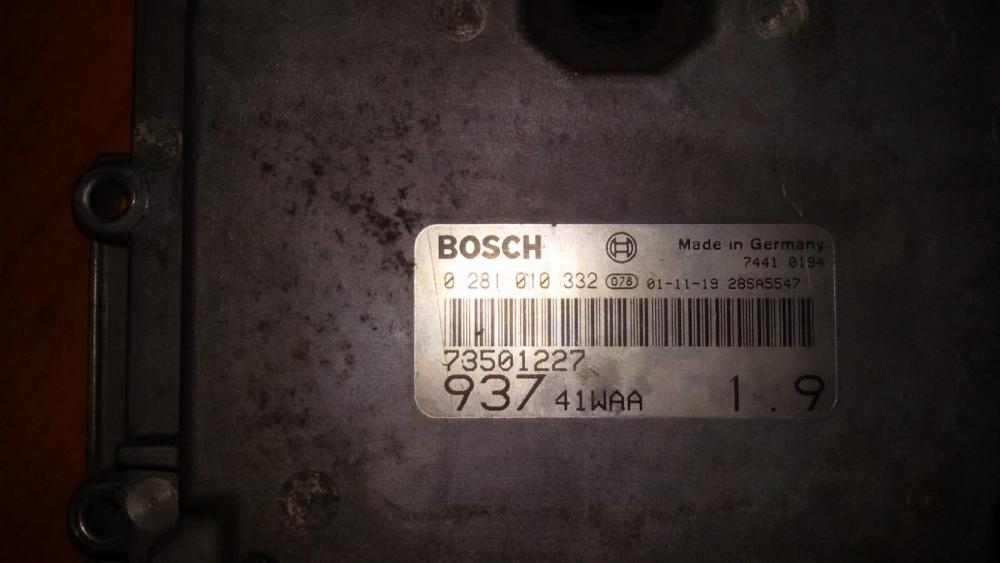 BOSCH Made in Germany
7441 0194
0 281 010 332 D78 01-11-19 28SA5547
73501227
937 41WAA 1.9